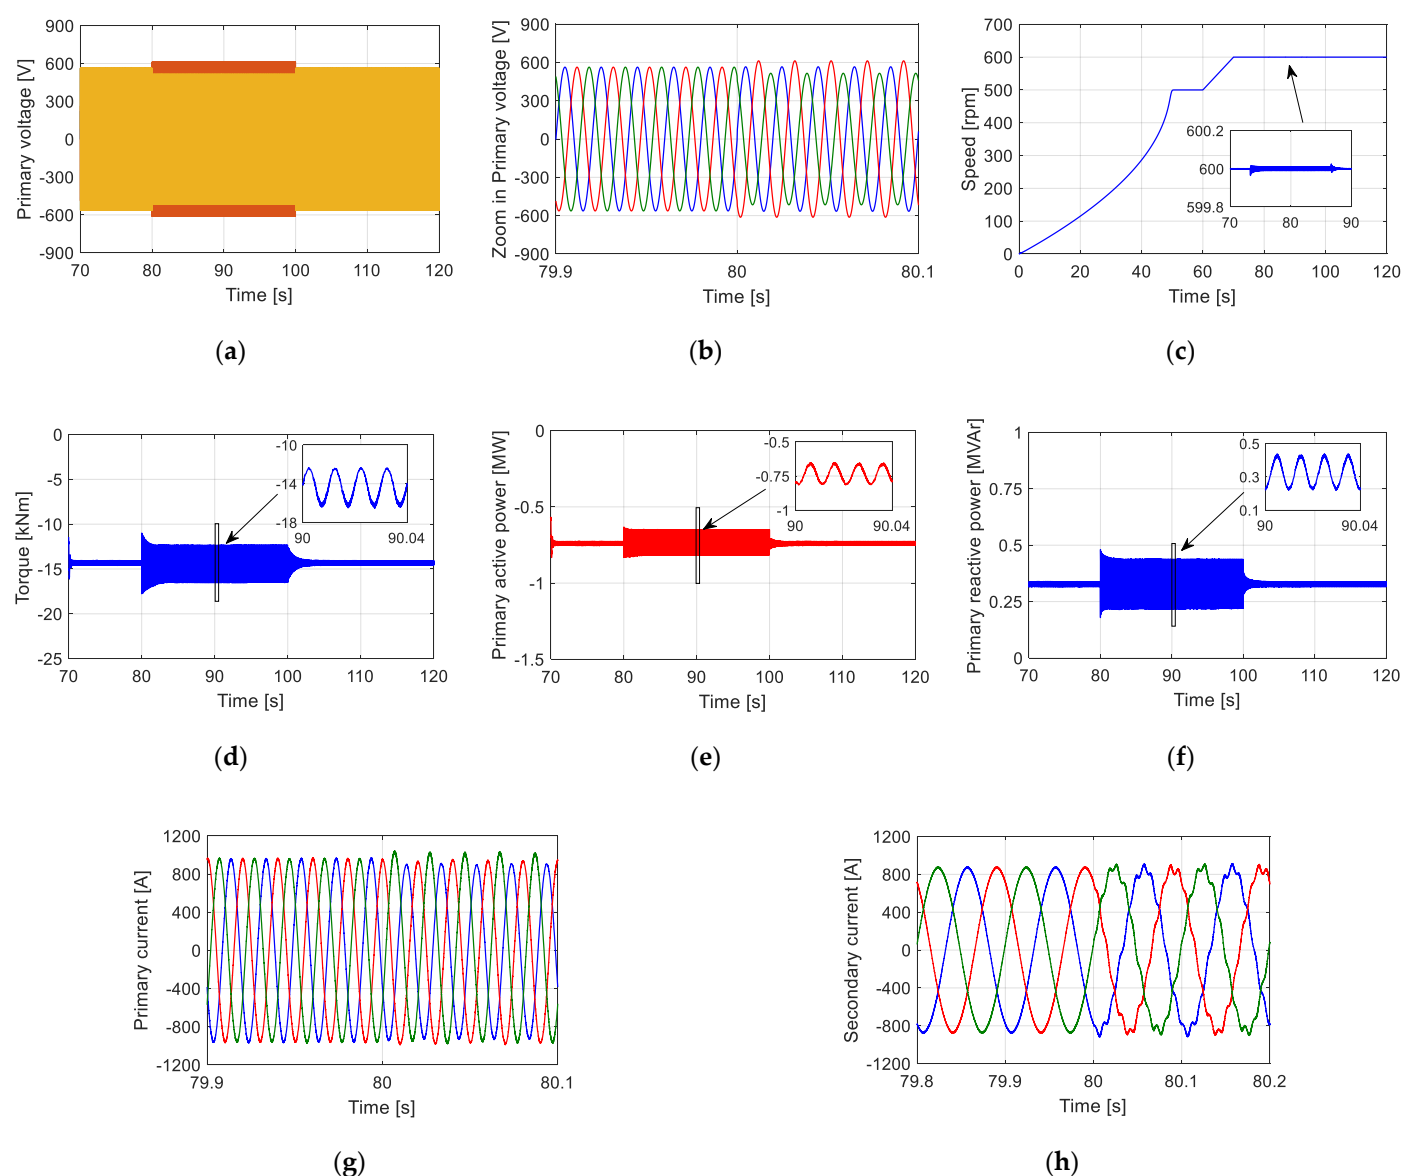 Primary voltage [V]
900
600
300
0
-300
-600
-900
70 80 90 100 110 120
Time [s]
(a)
Zoom in Primary voltage [V]
900
600
300
0
-300
-600
-900
79.9 80 80.1
Time [s]
(b)
Speed [rpm]
700
600
500
400
300
200
100
0
0 20 40 60 80 100 120
Time [s]
600.2
600
599.8
70 80 90
(c)
Torque [kNm]
0
-5
-10
-15
-20
-25
70 80 90 100 110 120
Time [s]
-10
-14
-18
90 90.04
(d)
Primary active power [MW]
0
-0.5
-1
-1.5
70 80 90 100 110 120
Time [s]
-0.5
-0.75
-1
90 90.04
(e)
Primary reactive power [MVAr]
1
0.75
0.5
0.25
0
70 80 90 100 110 120
Time [s]
0.5
0.3
0.1
90 90.04
(f)
Primary current [A]
1200
800
400
0
-400
-800
-1200
79.9 80 80.1
Time [s]
(g)
Secondary current [A]
1200
800
400
0
-400
-800
-1200
79.8 79.9 80 80.1 80.2
Time [s]
(h)